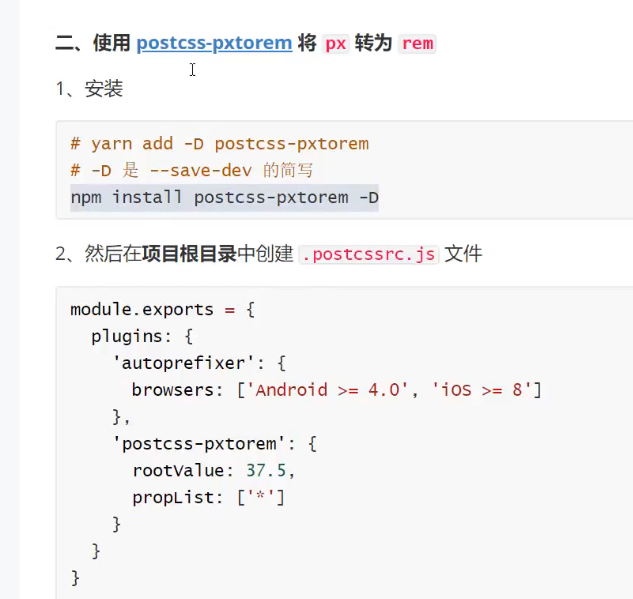 二、使用 postcss-pxtorem 将 px 转为 rem
1、安装
# yarn add -D postcss-pxtorem
# -D 是 --save-dev 的简写
npm install postcss-pxtorem -D
2、然后在项目根目录中创建 .postcssrc.js 文件
module.exports = {
  plugins: {
    'autoprefixer': {
      browsers: ['Android >= 4.0', 'iOS >= 8']
    },
    'postcss-pxtorem': {
      rootValue: 37.5,
      propList: ['*']
    }
  }
}